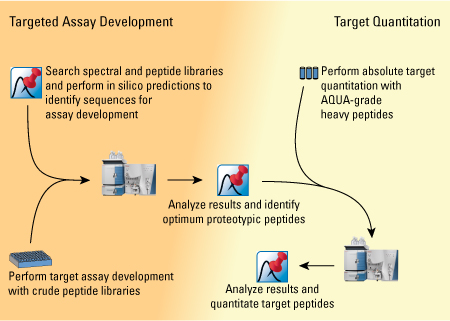 Targeted Assay Development
Target Quantitation
Search spectral and peptide libraries
and perform in silico predictions to
identify sequences for
assay development
Perform absolute target
quantitation with
AQUA-grade
heavy peptides
Analyze results and identify
optimum proteotypic peptides
Perform target assay development
with crude peptide libraries
Analyze results and
quantitate target peptides